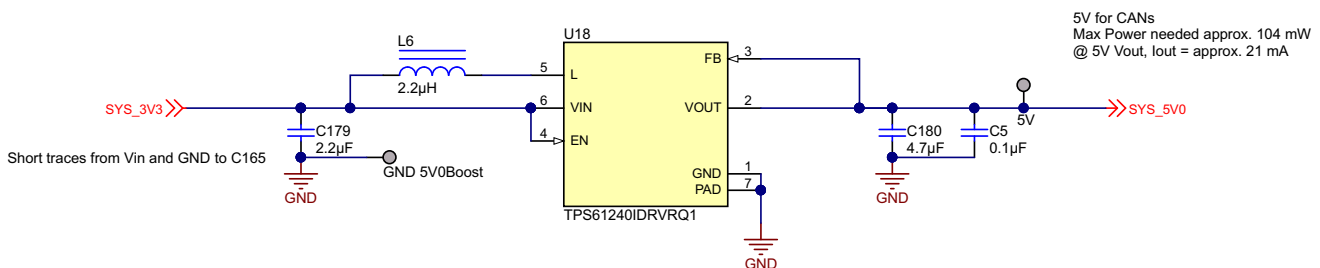 5V for CANs
Max Power needed approx. 104 mW
@ 5V Vout, Iout = approx. 21 mA
U18
L6
2.2µH
5
L
FB
3
SYS_3V3
6
VIN
VOUT
2
5V
SYS_5V0
4
EN
C179
2.2µF
C180
4.7µF
C5
0.1µF
Short traces from Vin and GND to C165
GND 5V0Boost
GND
GND
1
PAD
7
GND
TPS61240IDRVRQ1
GND